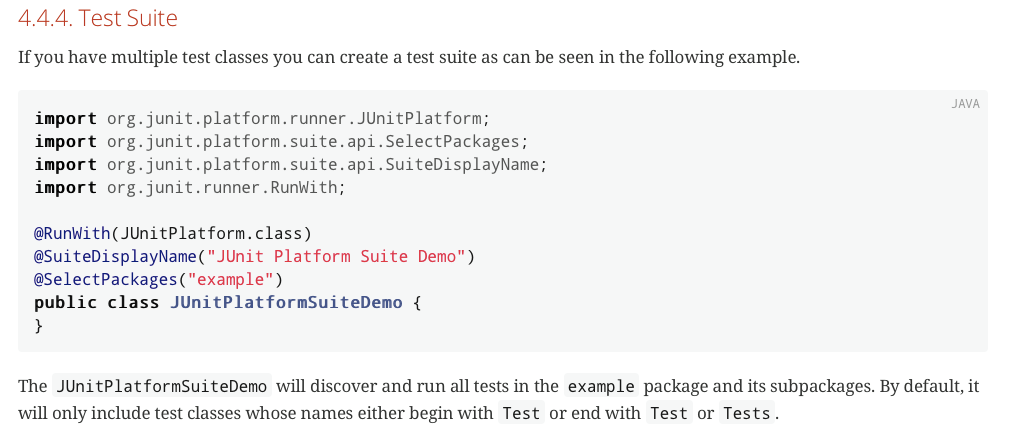 4.4.4. Test Suite
If you have multiple test classes you can create a test suite as can be seen in the following example.
JAVA
import org.junit.platform.runner.JUnitPlatform;
import org.junit.platform.suite.api.SelectPackages;
import org.junit.platform.suite.api.SuiteDisplayName;
import org.junit.runner.RunWith;
@RunWith(JUnitPlatform.class)
@SuiteDisplayName("JUnit Platform Suite Demo")
@SelectPackages("example")
public class JUnitPlatformSuiteDemo {
}
The JUnitPlatformSuiteDemo will discover and run all tests in the example package and its subpackages. By default, it
will only include test classes whose names either begin with Test or end with Test or Tests.